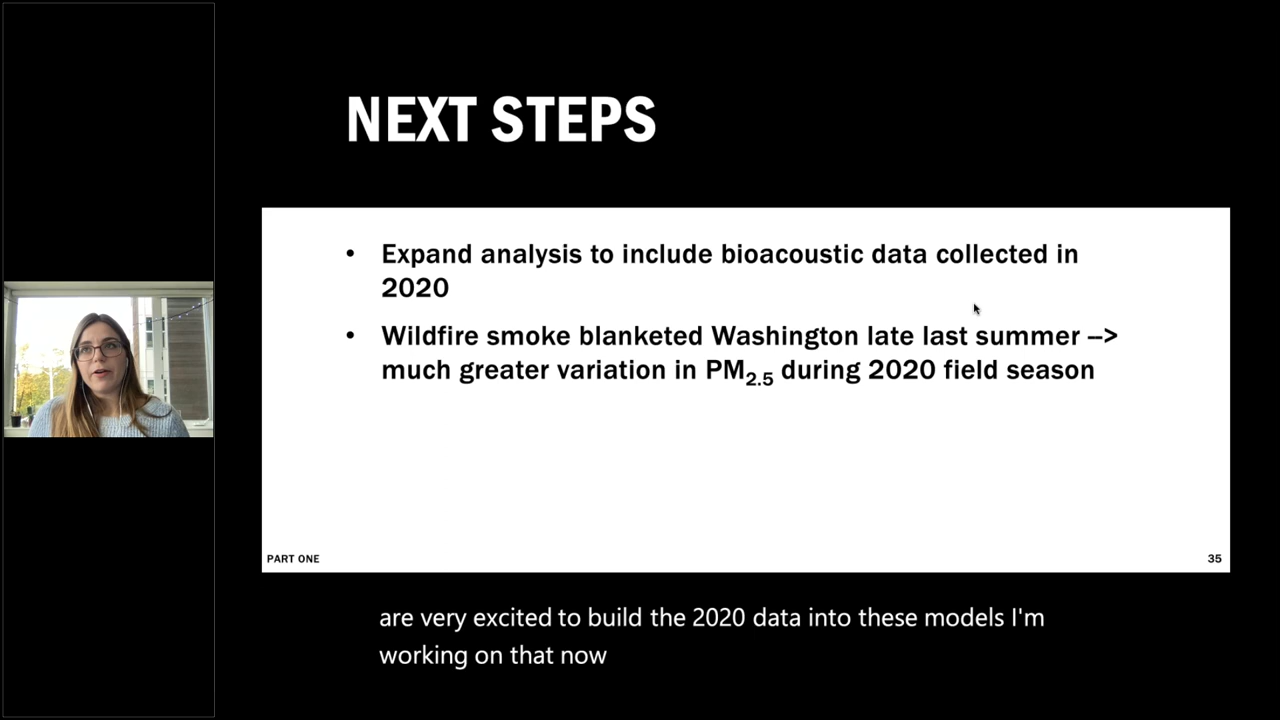 NEXT STEPS
• Expand analysis to include bioacoustic data collected in
2020
• Wildfire smoke blanketed Washington late last summer -->
much greater variation in PM2.5 during 2020 field season
PART ONE
35
are very excited to build the 2020 data into these models I'm
working on that now